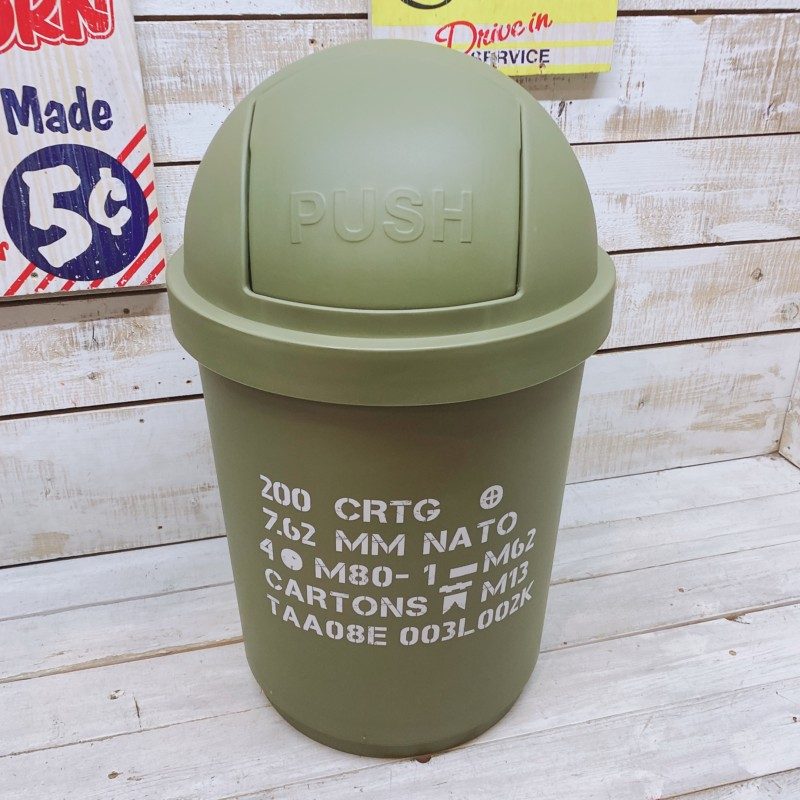 Made
5¢
Drive in
SERVICE
PUSH
200 CRTG
7.62 MM NATO
4 M80-1 M62
CARTONS M13
TAA08E 003L002K